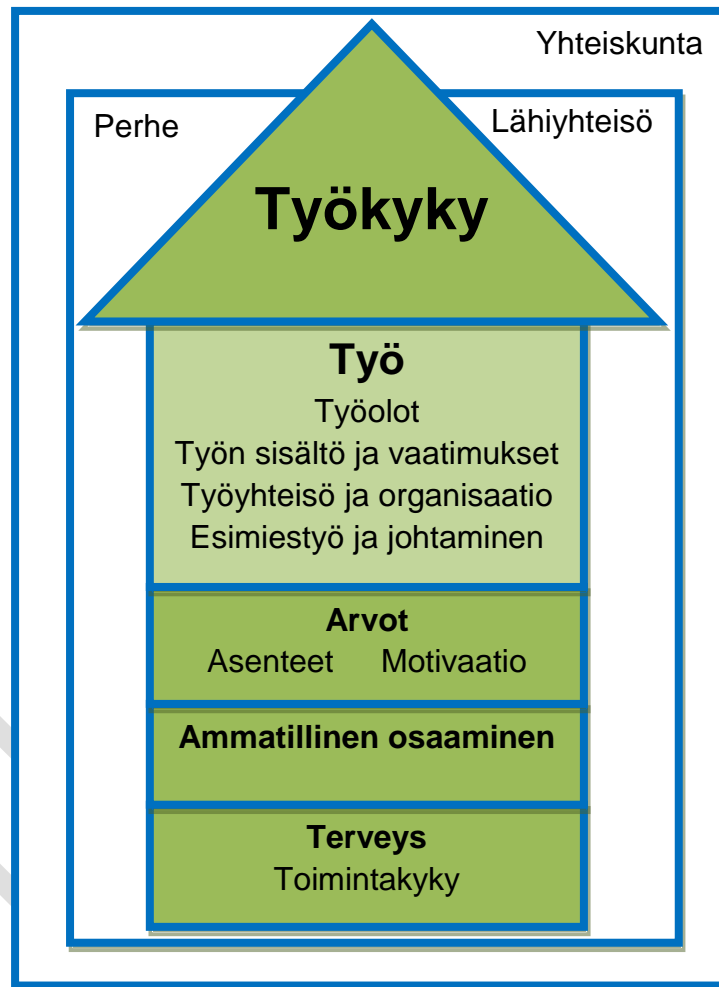 Yhteiskunta
Perhe
Lähiyhteisö
Työkyky
Työ
Työolot
Työn sisältö ja vaatimukset
Työyhteisö ja organisaatio
Esimiestyö ja johtaminen
Arvot
Asenteet Motivaatio
Ammatillinen osaaminen
Terveys
Toimintakyky